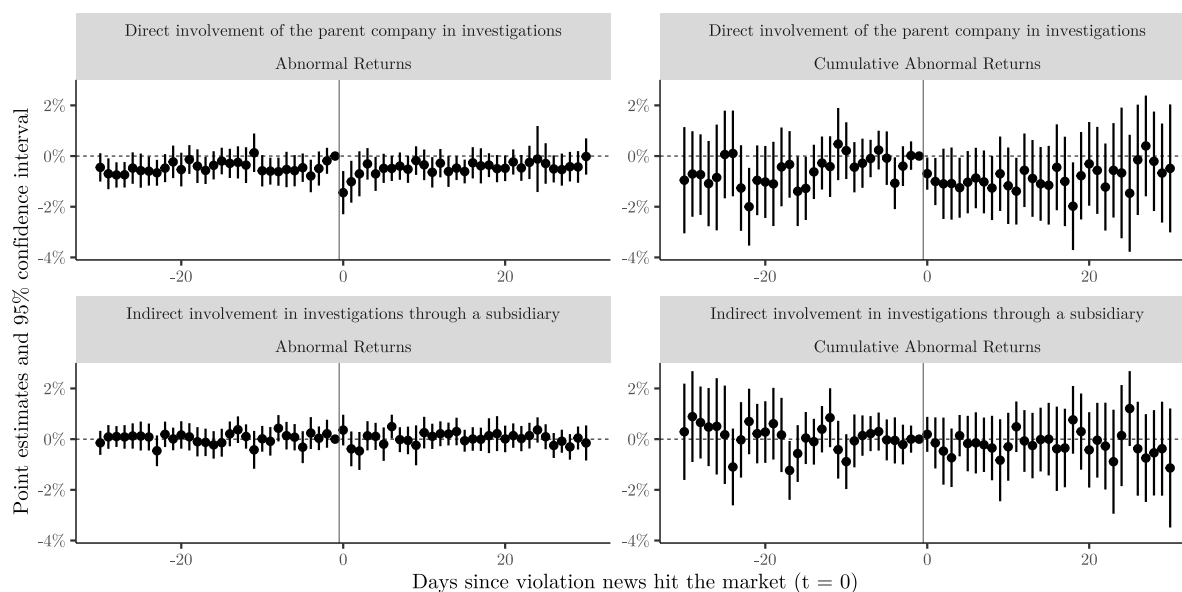 Direct involvement of the parent company in investigations
Abnormal Returns
Direct involvement of the parent company in investigations
Cumulative Abnormal Returns
2%
0%
-2%
-4%
-20
0
20
2%
0%
-2%
-4%
-20
0
20
Indirect involvement in investigations through a subsidiary
Abnormal Returns
Indirect involvement in investigations through a subsidiary
Cumulative Abnormal Returns
2%
0%
-2%
-4%
-20
0
20
2%
0%
-2%
-4%
-20
0
20
Point estimates and 95% confidence interval
Days since violation news hit the market (t = 0)